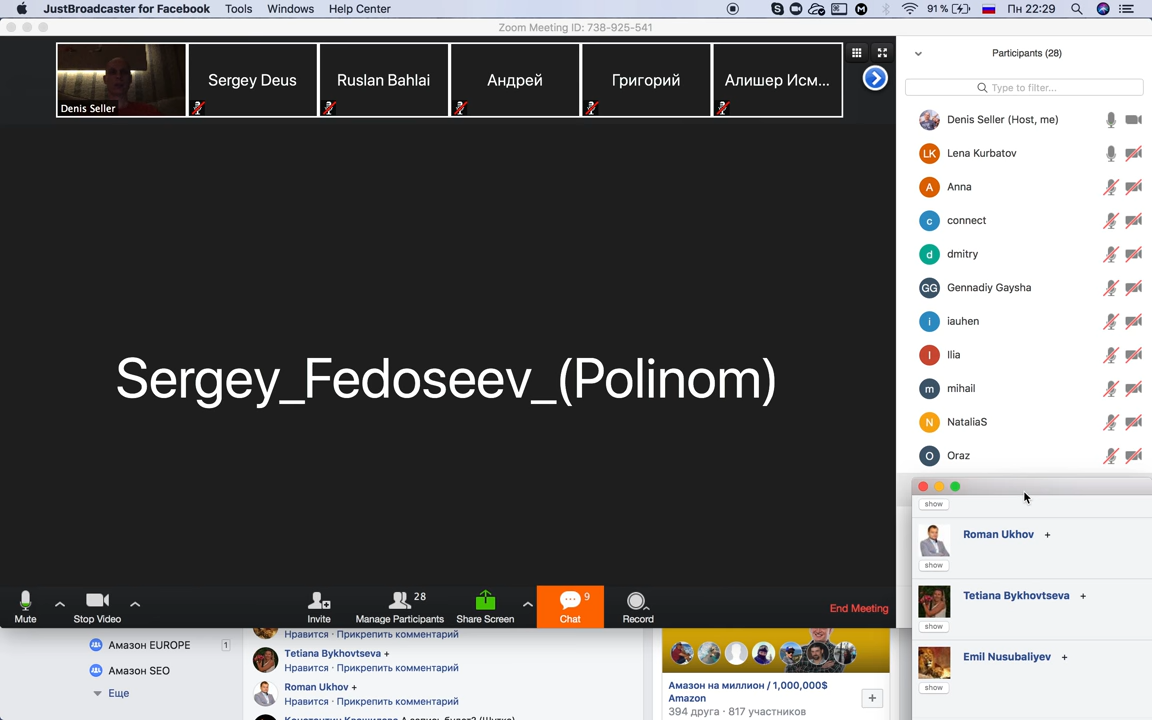 JustBroadcaster for Facebook Tools Windows Help Center 91 % Пн 22:29
Zoom Meeting ID: 738-925-541
Denis Seller
Sergey Deus
Ruslan Bahlai
Андрей
Григорий
Алишер Исм...
Sergey_Fedoseev_(Polinom)
Participants (28)
Type to filter...
Denis Seller (Host, me)
LK Lena Kurbatov
A Anna
c connect
d dmitry
GG Gennadiy Gaysha
i iauhen
I Ilia
m mihail
N NataliaS
O Oraz
show
Roman Ukhov +
show
Tetiana Bykhovtseva +
show
Emil Nusubaliyev +
show
Mute
Stop Video
Invite
28
Manage Participants
Share Screen
9
Chat
Record
End Meeting
Амазон EUROPE 1
Амазон SEO
Еще
Нравится · Прикрепить комментарий
Tetiana Bykhovtseva +
Нравится · Прикрепить комментарий
Roman Ukhov +
Нравится · Прикрепить комментарий
Амазон на миллион / 1,000,000$
Amazon
394 друга · 817 участников
+